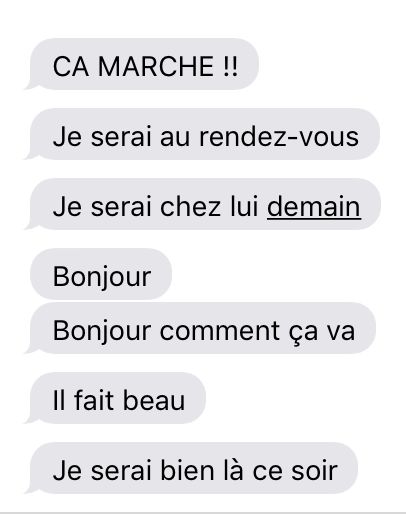 CA MARCHE !!
Je serai au rendez-vous
Je serai chez lui demain
Bonjour
Bonjour comment ça va
Il fait beau
Je serai bien là ce soir